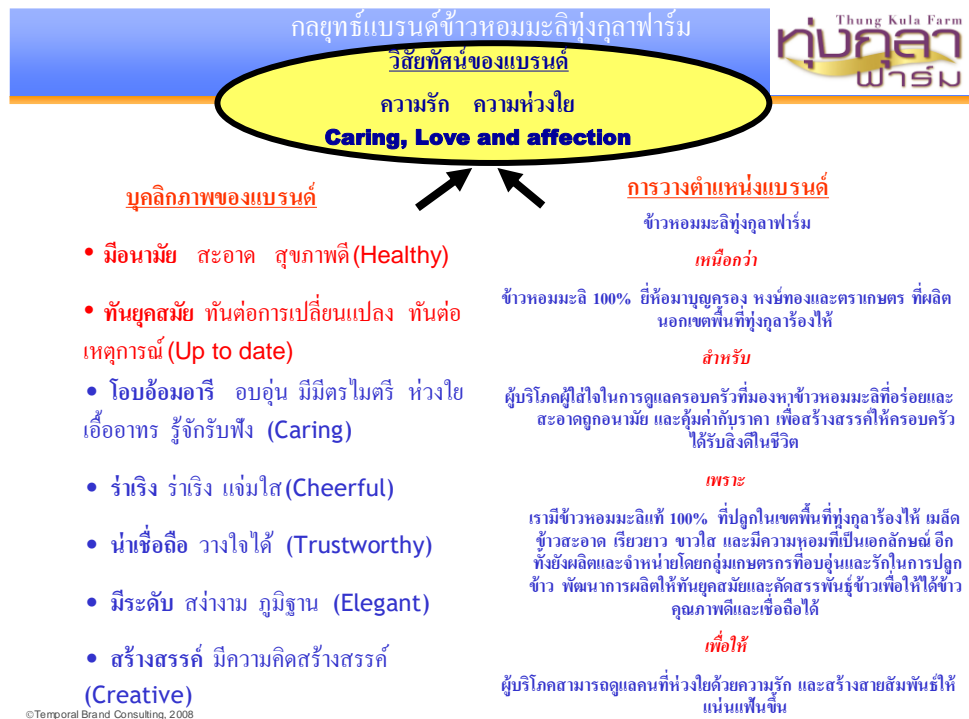 กลยุทธ์แบรนด์ข้าวหอมมะลิทุ่งกุลาฟาร์ม
Thung Kula Farm
ทุ่งกุลา
ฟาร์ม
วิสัยทัศน์ของแบรนด์
ความรัก ความห่วงใย
Caring, Love and affection
บุคลิกภาพของแบรนด์
• มีอนามัย สะอาด สุขภาพดี (Healthy)
• ทันยุคสมัย ทันต่อการเปลี่ยนแปลง ทันต่อ
เหตุการณ์ (Up to date)
• โอบอ้อมอารี อบอุ่น มีมิตรไมตรี ห่วงใย
เอื้ออาทร รู้จักรับฟัง (Caring)
• ร่าเริง ร่าเริง แจ่มใส (Cheerful)
• น่าเชื่อถือ วางใจได้ (Trustworthy)
• มีระดับ สง่างาม ภูมิฐาน (Elegant)
• สร้างสรรค์ มีความคิดสร้างสรรค์
(Creative)
การวางตำแหน่งแบรนด์
ข้าวหอมมะลิทุ่งกุลาฟาร์ม
เหนือกว่า
ข้าวหอมมะลิ 100% ยี่ห้อมาบุญครอง หงษ์ทองและตราเกษตร ที่ผลิต
นอกเขตพื้นที่ทุ่งกุลาร้องไห้
สำหรับ
ผู้บริโภคผู้ใส่ใจในการดูแลครอบครัวที่มองหาข้าวหอมมะลิที่อร่อยและ
สะอาดถูกอนามัย และคุ้มค่ากับราคา เพื่อสร้างสรรค์ให้ครอบครัว
ได้รับสิ่งดีในชีวิต
เพราะ
เรามีข้าวหอมมะลิแท้ 100% ที่ปลูกในเขตพื้นที่ทุ่งกุลาร้องไห้ เมล็ด
ข้าวสะอาด เรียวยาว ขาวใส และมีความหอมที่เป็นเอกลักษณ์ อีก
ทั้งยังผลิตและจำหน่ายโดยกลุ่มเกษตรกรที่อบอุ่นและรักในการปลูก
ข้าว พัฒนาการผลิตให้ทันยุคสมัยและคัดสรรพันธุ์ข้าวเพื่อให้ได้ข้าว
คุณภาพดีและเชื่อถือได้
เพื่อให้
ผู้บริโภคสามารถดูแลคนที่ห่วงใยด้วยความรัก และสร้างสายสัมพันธ์ให้
แน่นแฟ้นขึ้น
©Temporal Brand Consulting, 2008